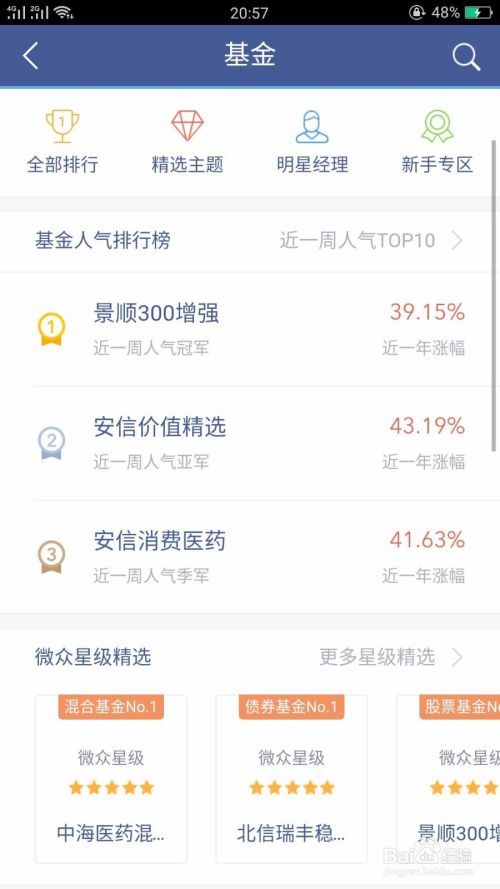 4G 2G 20:57 48%
基金
全部排行 精选主题 明星经理 新手专区
基金人气排行榜 近一周人气TOP10
1 景顺300增强 39.15%
近一周人气冠军 近一年涨幅
2 安信价值精选 43.19%
近一周人气亚军 近一年涨幅
3 安信消费医药 41.63%
近一周人气季军 近一年涨幅
微众星级精选 更多星级精选
混合基金No.1 债券基金No.1 股票基金No
微众星级 微众星级 微众星级
中海医药混... 北信瑞丰稳... 景顺300增
Baidu经验
jingyan.baidu.com